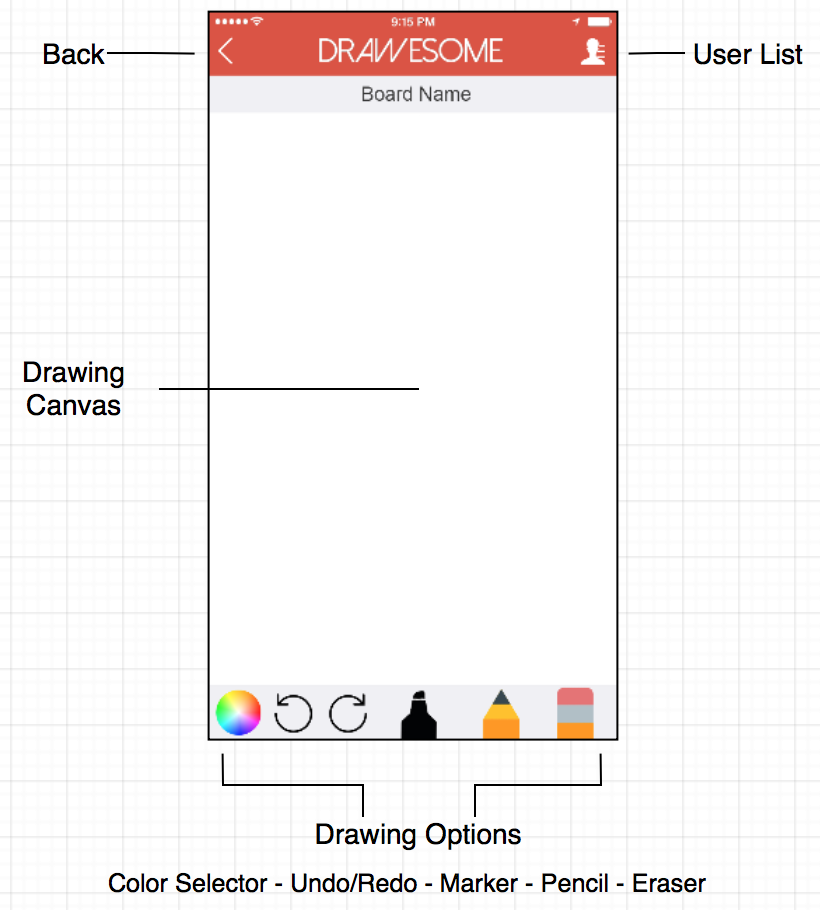 9:15 PM
Back
DRAWESOME
User List
Board Name
Drawing
Canvas
Drawing Options
Color Selector - Undo/Redo - Marker - Pencil - Eraser